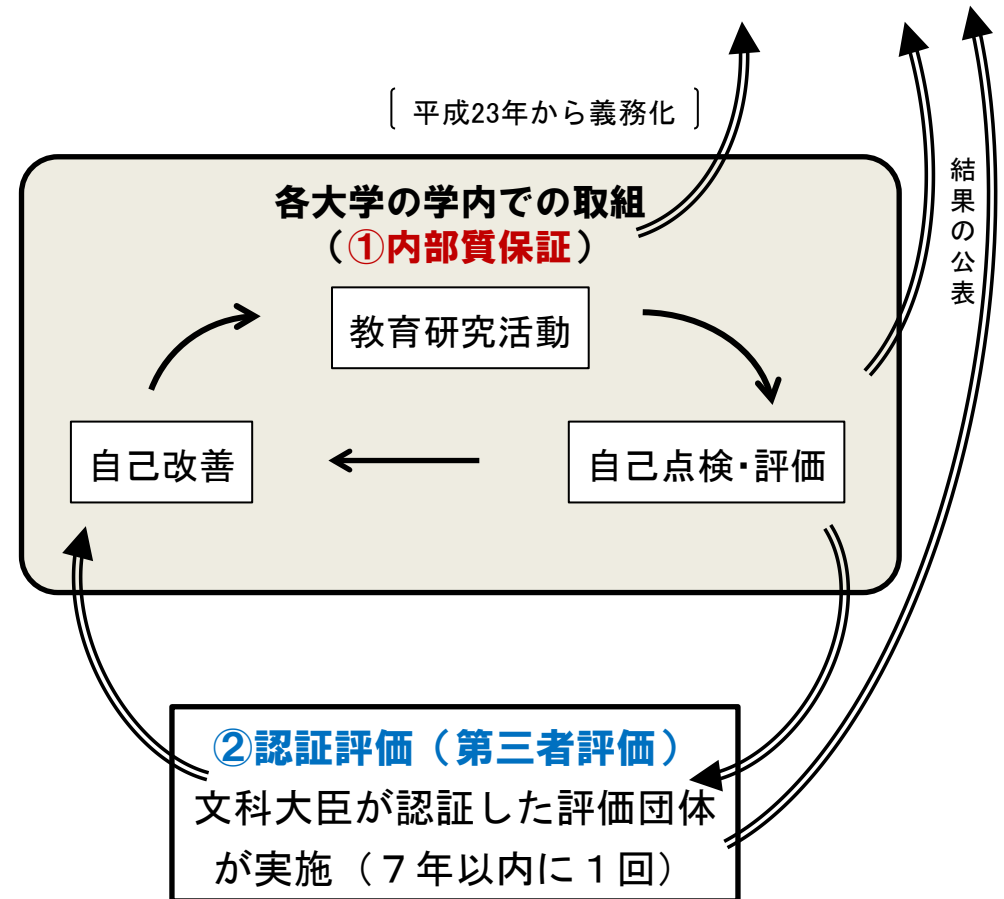 〔 平成23年から義務化 〕
各大学の学内での取組
（①内部質保証）
結果の公表
教育研究活動
自己改善
自己点検・評価
②認証評価（第三者評価）
文科大臣が認証した評価団体
が実施（７年以内に１回）